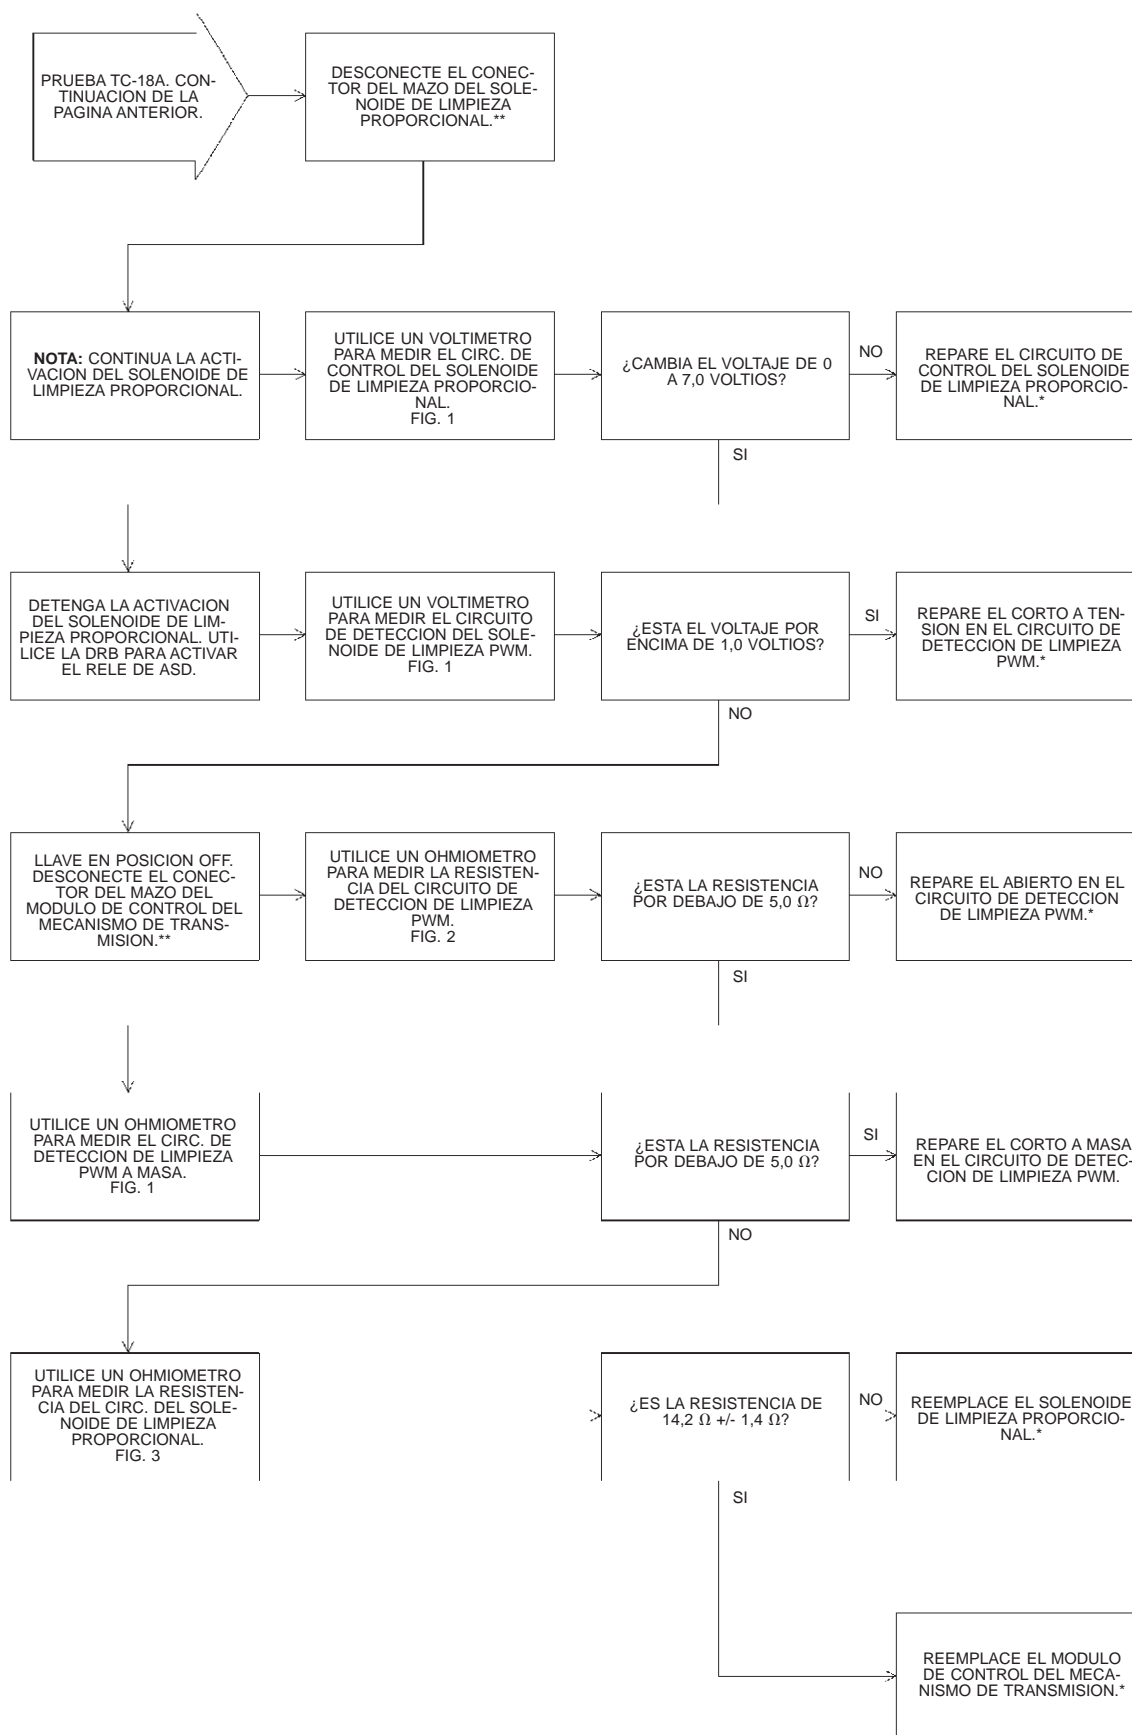 PRUEBA TC-18A. CON-
TINUACION DE LA
PAGINA ANTERIOR.
DESCONECTE EL CONEC-
TOR DEL MAZO DEL SOLE-
NOIDE DE LIMPIEZA
PROPORCIONAL.**
NOTA: CONTINUA LA ACTI-
VACION DEL SOLENOIDE DE
LIMPIEZA PROPORCIONAL.
UTILICE UN VOLTIMETRO
PARA MEDIR EL CIRC. DE
CONTROL DEL SOLENOIDE
DE LIMPIEZA PROPORCIO-
NAL.
FIG. 1
¿CAMBIA EL VOLTAJE DE 0
A 7,0 VOLTIOS?
NO
REPARE EL CIRCUITO DE
CONTROL DEL SOLENOIDE
DE LIMPIEZA PROPORCIO-
NAL.*
SI
DETENGA LA ACTIVACION
DEL SOLENOIDE DE LIM-
PIEZA PROPORCIONAL. UTI-
LICE LA DRB PARA ACTIVAR
EL RELE DE ASD.
UTILICE UN VOLTIMETRO
PARA MEDIR EL CIRCUITO
DE DETECCION DEL SOLE-
NOIDE DE LIMPIEZA PWM.
FIG. 1
¿ESTA EL VOLTAJE POR
ENCIMA DE 1,0 VOLTIOS?
SI
REPARE EL CORTO A TEN-
SION EN EL CIRCUITO DE
DETECCION DE LIMPIEZA
PWM.*
NO
LLAVE EN POSICION OFF.
DESCONECTE EL CONEC-
TOR DEL MAZO DEL
MODULO DE CONTROL DEL
MECANISMO DE TRANS-
MISION.**
UTILICE UN OHMIOMETRO
PARA MEDIR LA RESISTEN-
CIA DEL CIRCUITO DE
DETECCION DE LIMPIEZA
PWM.
FIG. 2
¿ESTA LA RESISTENCIA
POR DEBAJO DE 5,0 Ω?
NO
REPARE EL ABIERTO EN EL
CIRCUITO DE DETECCION
DE LIMPIEZA PWM.*
SI
UTILICE UN OHMIOMETRO
PARA MEDIR EL CIRC. DE
DETECCION DE LIMPIEZA
PWM A MASA.
FIG. 1
¿ESTA LA RESISTENCIA
POR DEBAJO DE 5,0 Ω?
SI
REPARE EL CORTO A MASA
EN EL CIRCUITO DE DETEC-
CION DE LIMPIEZA PWM.
NO
UTILICE UN OHMIOMETRO
PARA MEDIR LA RESISTEN-
CIA DEL CIRC. DEL SOLE-
NOIDE DE LIMPIEZA
PROPORCIONAL.
FIG. 3
¿ES LA RESISTENCIA DE
14,2 Ω +/- 1,4 Ω?
NO
REEMPLACE EL SOLENOIDE
DE LIMPIEZA PROPORCIO-
NAL.*
SI
REEMPLACE EL MODULO
DE CONTROL DEL MECA-
NISMO DE TRANSMISION.*